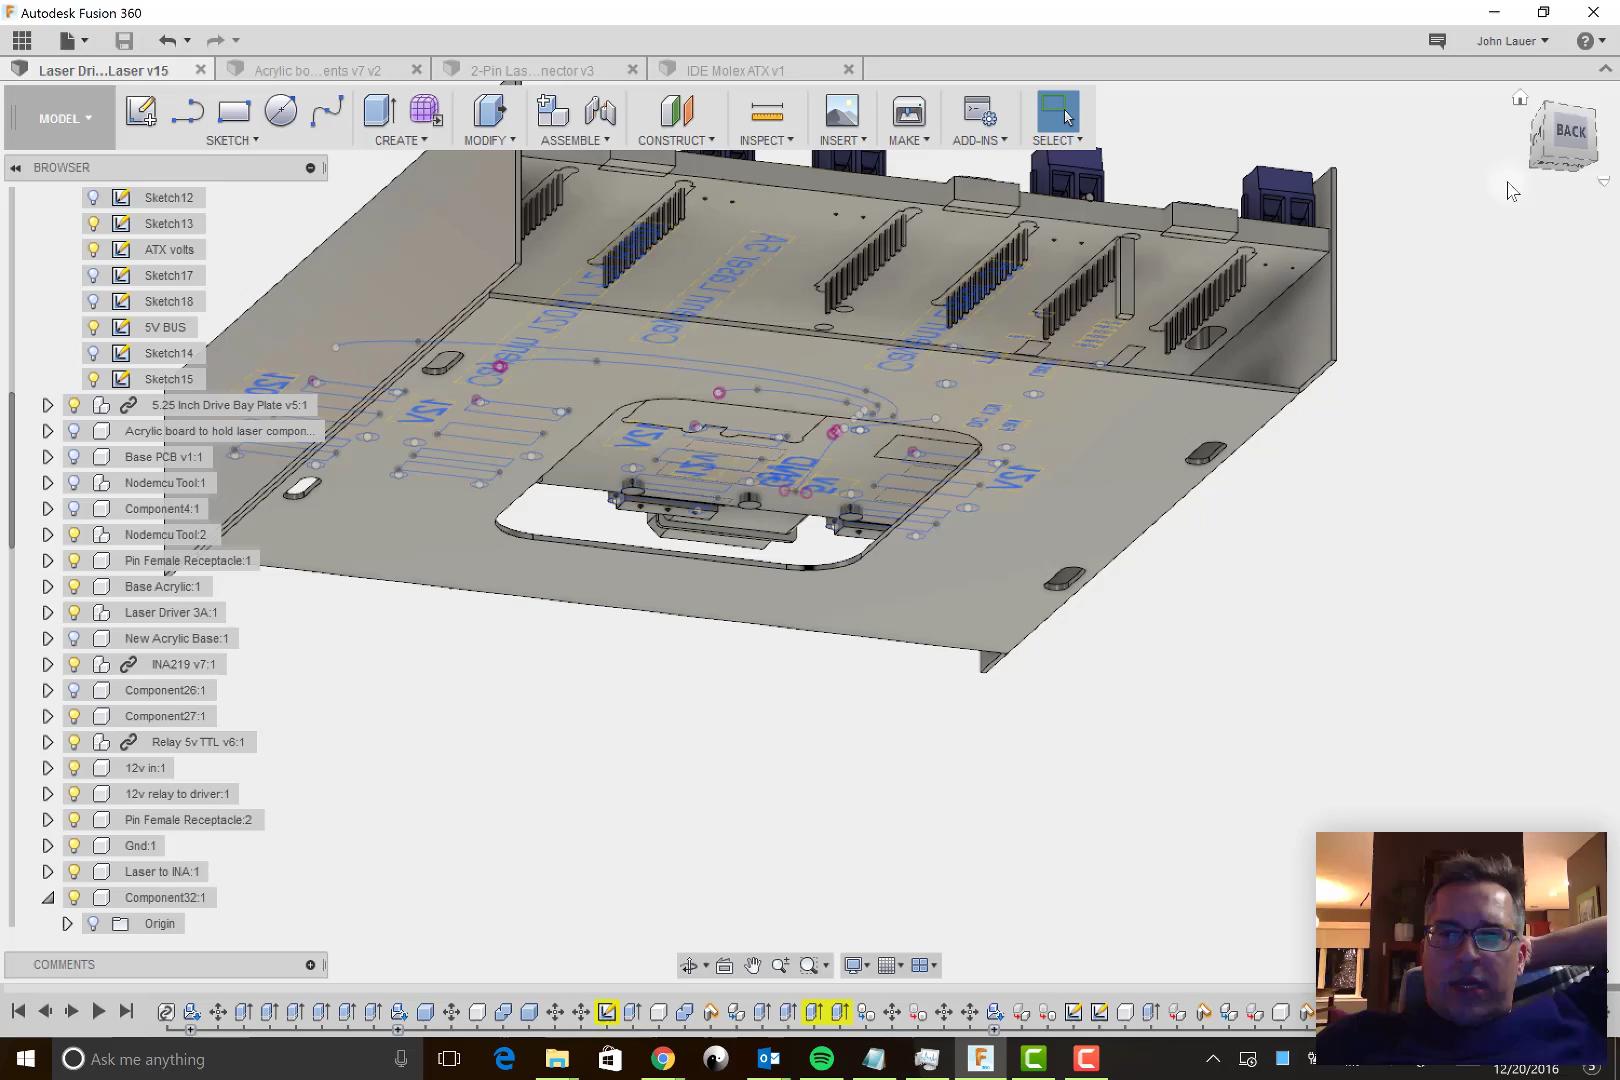 Autodesk Fusion 360
John Lauer
Laser Dri...Laser v15
Acrylic bo...ents v7 v2
2-Pin Las...nector v3
IDE Molex ATX v1
MODEL
SKETCH
CREATE
MODIFY
ASSEMBLE
CONSTRUCT
INSPECT
INSERT
MAKE
ADD-INS
SELECT
BACK
BROWSER
Sketch12
Sketch13
ATX volts
Sketch17
Sketch18
5V BUS
Sketch14
Sketch15
5.25 Inch Drive Bay Plate v5:1
Acrylic board to hold laser compon...
Base PCB v1:1
Nodemcu Tool:1
Component4:1
Nodemcu Tool:2
Pin Female Receptacle:1
Base Acrylic:1
Laser Driver 3A:1
New Acrylic Base:1
INA219 v7:1
Component26:1
Component27:1
Relay 5v TTL v6:1
12v in:1
12v relay to driver:1
Pin Female Receptacle:2
Gnd:1
Laser to INA:1
Component32:1
Origin
12V
12V
12V
COMMENTS
Ask me anything
12/20/2016